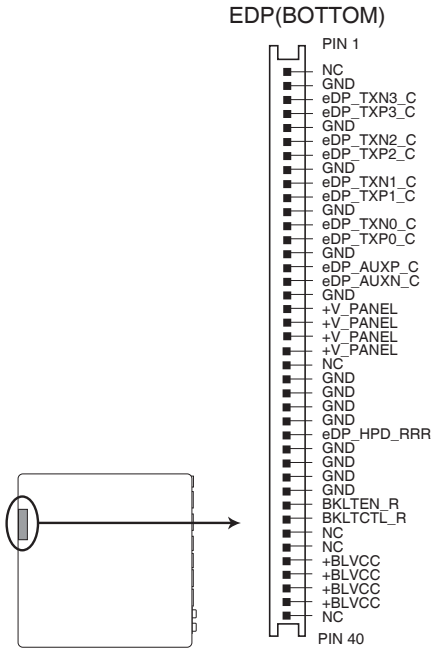 EDP(BOTTOM)
PIN 1
NC
GND
eDP_TXN3_C
eDP_TXP3_C
GND
eDP_TXN2_C
eDP_TXP2_C
GND
eDP_TXN1_C
eDP_TXP1_C
GND
eDP_TXN0_C
eDP_TXP0_C
GND
eDP_AUXP_C
eDP_AUXN_C
GND
+V_PANEL
+V_PANEL
+V_PANEL
+V_PANEL
NC
GND
GND
GND
GND
eDP_HPD_RRR
GND
GND
GND
GND
BKLTEN_R
BKLTCTL_R
NC
NC
+BLVCC
+BLVCC
+BLVCC
+BLVCC
NC
PIN 40